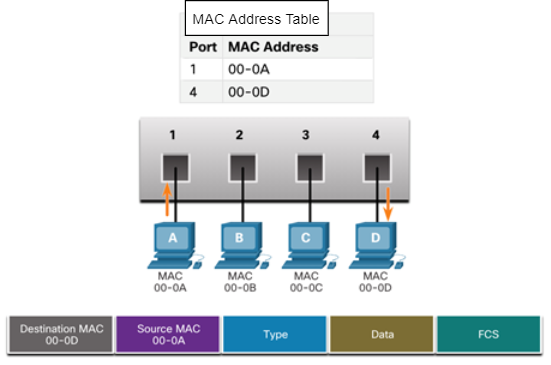 MAC Address Table
Port MAC Address
1 00-0A
4 00-0D
1 2 3 4
A B C D
MAC MAC MAC MAC
00-0A 00-0B 00-0C 00-0D
Destination MAC Source MAC Type Data FCS
00-0D 00-0A